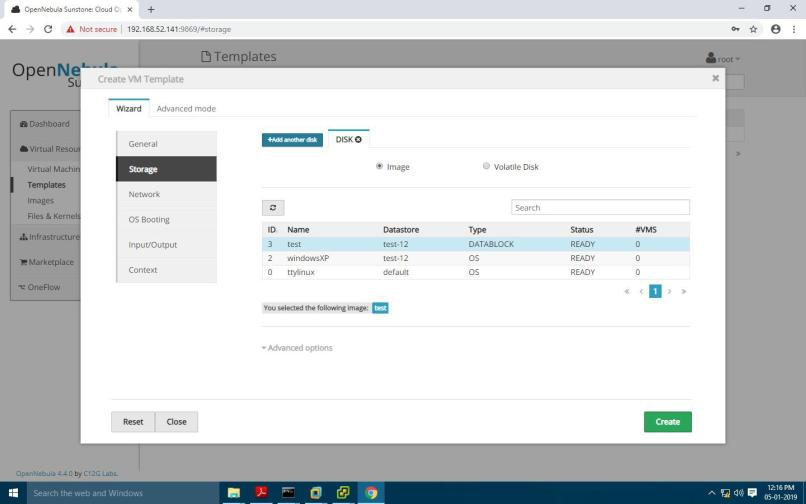 OpenNebula Sunstone: Cloud O
Not secure | 192.168.52.141:9869/#storage
OpenNe
Su
Templates
root
Create VM Template
Wizard
Advanced mode
Dashboard
Virtual Resou
Virtual Machin
Templates
Images
Files & Kernels
Infrastructure
Marketplace
OneFlow
General
Storage
Network
OS Booting
Input/Output
Context
+Add another disk
DISK
Image
Volatile Disk
Search
ID Name Datastore Type Status #VMS
3 test test-12 DATABLOCK READY 0
2 windowsXP test-12 OS READY 0
0 ttylinux default OS READY 0
« < 1 > »
You selected the following image: test
Advanced options
Reset
Close
Create
OpenNebula 4.4.0 by C12G Labs.
Search the web and Windows
12:16 PM
05-01-2019